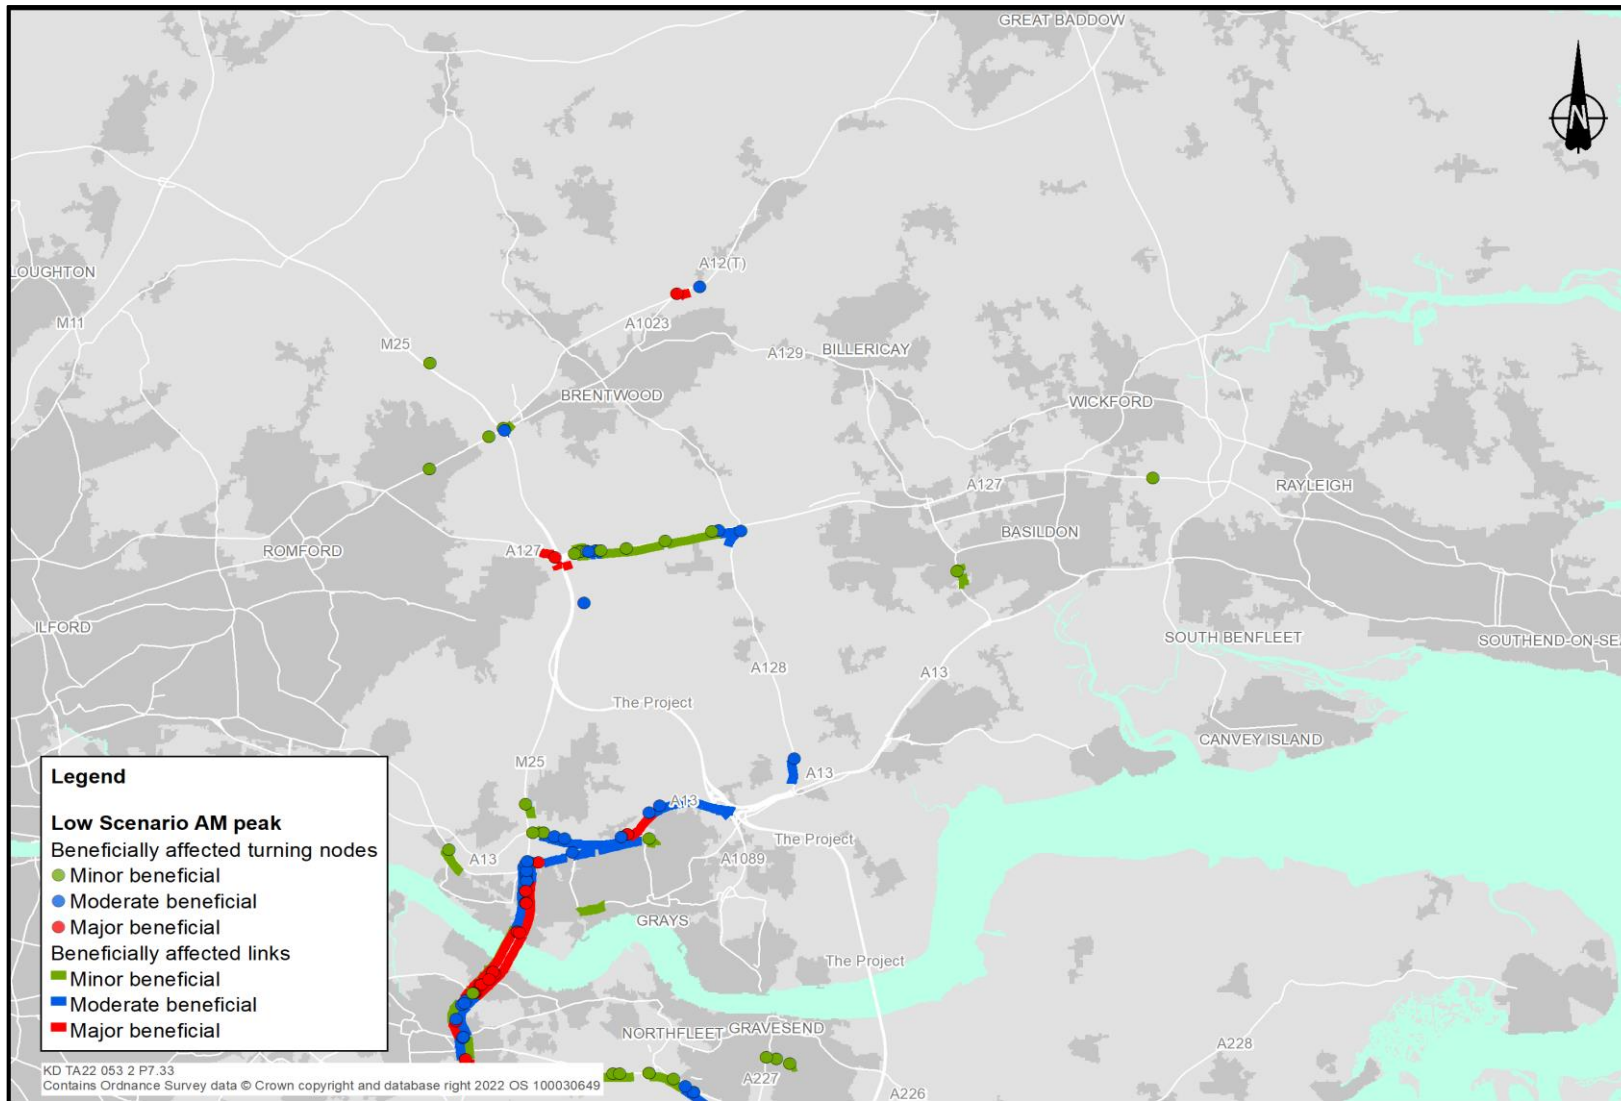 GREAT BADDOW
N
LOUGHTON
A12(T)
M11
A1023
M25
A129
BILLERICAY
BRENTWOOD
WICKFORD
A127
RAYLEIGH
BASILDON
ROMFORD
A127
ILFORD
SOUTH BENFLEET
SOUTHEND-ON-SEA
A128
A13
The Project
CANVEY ISLAND
M25
A13
A13
The Project
A13
A1089
GRAYS
The Project
NORTHFLEET
GRAVESEND
A228
A227
A226
Legend
Low Scenario AM peak
Beneficially affected turning nodes
Minor beneficial
Moderate beneficial
Major beneficial
Beneficially affected links
Minor beneficial
Moderate beneficial
Major beneficial
KD TA22 053 2 P7.33
Contains Ordnance Survey data © Crown copyright and database right 2022 OS 100030649